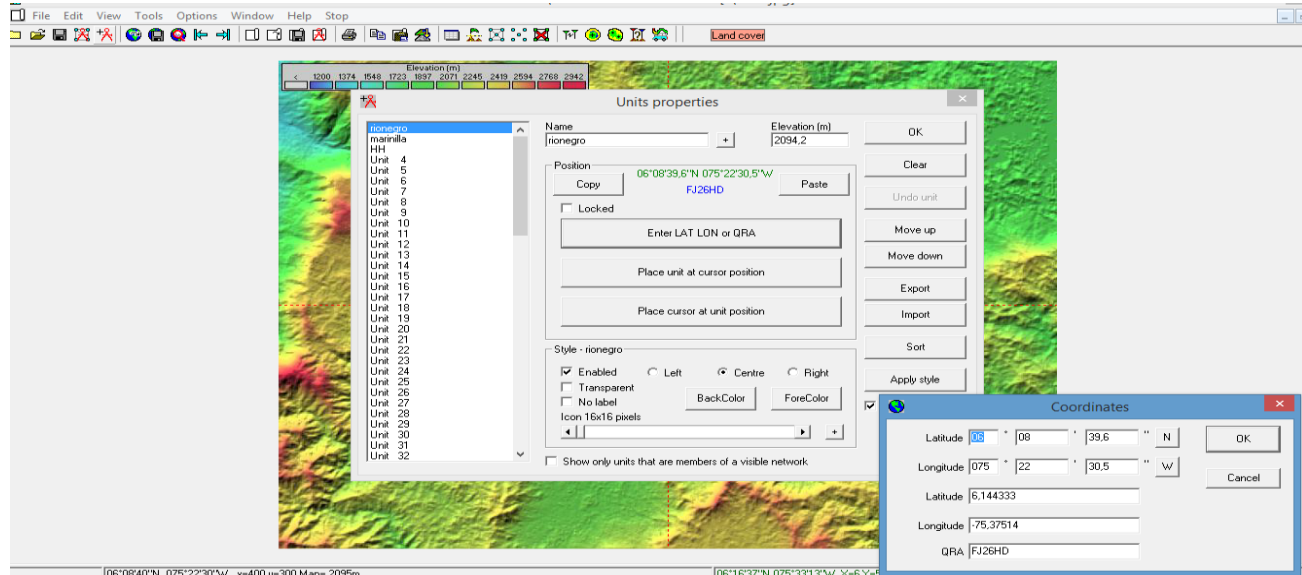 File Edit View Tools Options Window Help Stop
Land cover
Elevation (m)
< 1200 1374 1548 1723 1897 2071 2245 2419 2594 2768 2942
Units properties
rionegro
marinilla
HH
Unit 4
Unit 5
Unit 6
Unit 7
Unit 8
Unit 9
Unit 10
Unit 11
Unit 12
Unit 13
Unit 14
Unit 15
Unit 16
Unit 17
Unit 18
Unit 19
Unit 20
Unit 21
Unit 22
Unit 23
Unit 24
Unit 25
Unit 26
Unit 27
Unit 28
Unit 29
Unit 30
Unit 31
Unit 32
Name Elevation (m)
rionegro + 2094,2
Position
Copy 06°08'39,6''N 075°22'30,5''W Paste
FJ26HD
Locked
Enter LAT LON or QRA
Place unit at cursor position
Place cursor at unit position
Style - rionegro
Enabled Left Centre Right
Transparent
No label BackColor ForeColor
Icon 16x16 pixels
+
Show only units that are members of a visible network
OK
Clear
Undo unit
Move up
Move down
Export
Import
Sort
Apply style
Coordinates
Latitude 06 ° 08 ' 39,6 '' N OK
Longitude 075 ° 22 ' 30,5 '' W Cancel
Latitude 6,144333
Longitude -75,37514
QRA FJ26HD
06°08'40''N 075°22'30''W x=400 y=300 Map= 2095m
06°16'37''N 075°33'13''W X=6